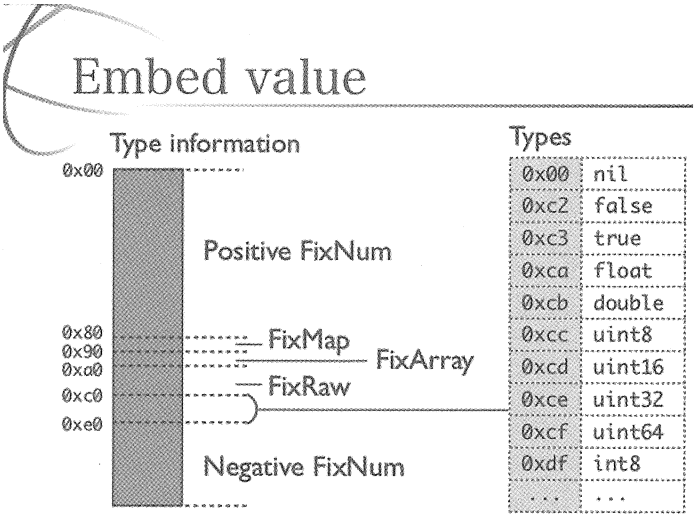 Embed value
Type information
0x00
Positive FixNum
0x80
FixMap
0x90
FixArray
0xa0
FixRaw
0xc0
0xe0
Negative FixNum
Types
0x00 nil
0xc2 false
0xc3 true
0xca float
0xcb double
0xcc uint8
0xcd uint16
0xce uint32
0xcf uint64
0xdf int8
... ...